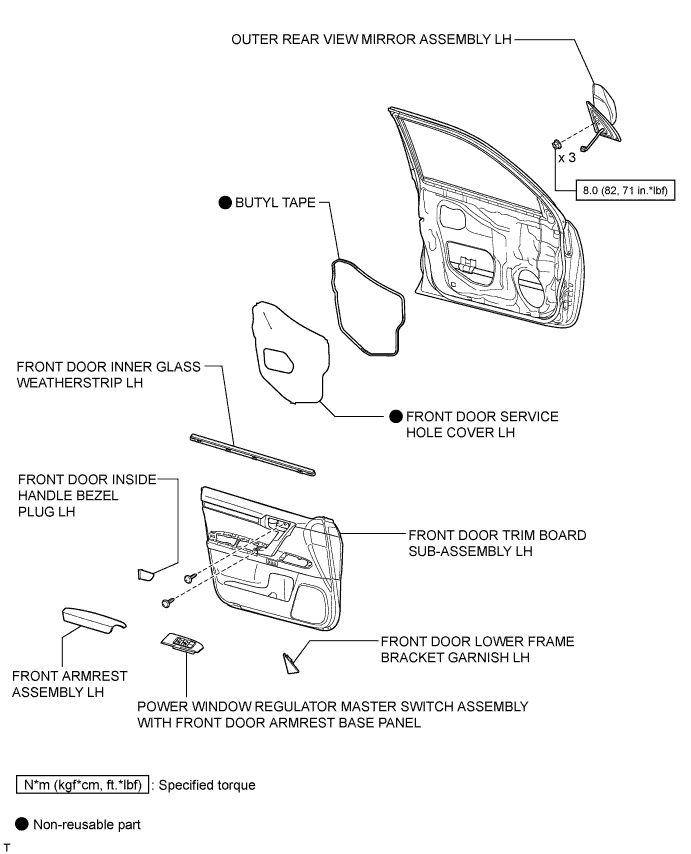 OUTER REAR VIEW MIRROR ASSEMBLY LH
x 3
8.0 (82, 71 in.*lbf)
BUTYL TAPE
FRONT DOOR INNER GLASS
WEATHERSTRIP LH
FRONT DOOR SERVICE
HOLE COVER LH
FRONT DOOR INSIDE
HANDLE BEZEL
PLUG LH
FRONT DOOR TRIM BOARD
SUB-ASSEMBLY LH
FRONT DOOR LOWER FRAME
BRACKET GARNISH LH
FRONT ARMREST
ASSEMBLY LH
POWER WINDOW REGULATOR MASTER SWITCH ASSEMBLY
WITH FRONT DOOR ARMREST BASE PANEL
N*m (kgf*cm, ft.*lbf) : Specified torque
Non-reusable part
T